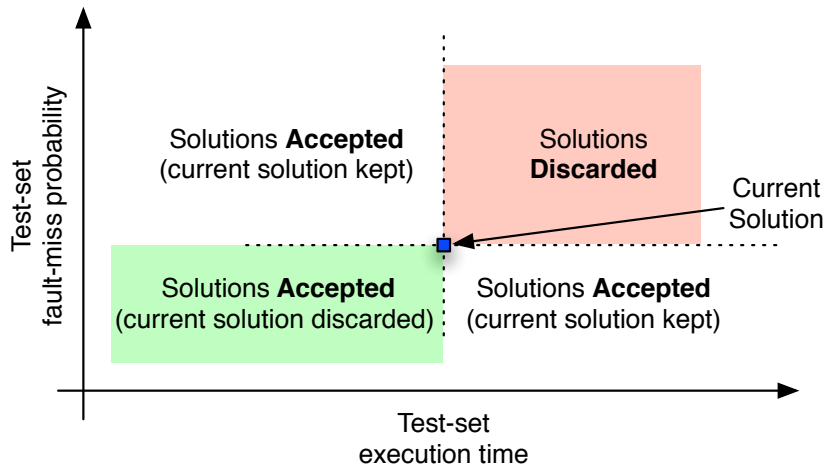 Test-set
fault-miss probability
Solutions Accepted
(current solution kept)
Solutions
Discarded
Current
Solution
Solutions Accepted
(current solution discarded)
Solutions Accepted
(current solution kept)
Test-set
execution time